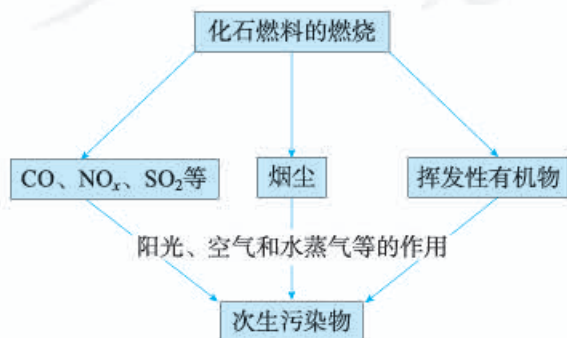 化石燃料的燃烧
CO、NOₓ、SO₂等
烟尘
挥发性有机物
阳光、空气和水蒸气等的作用
次生污染物